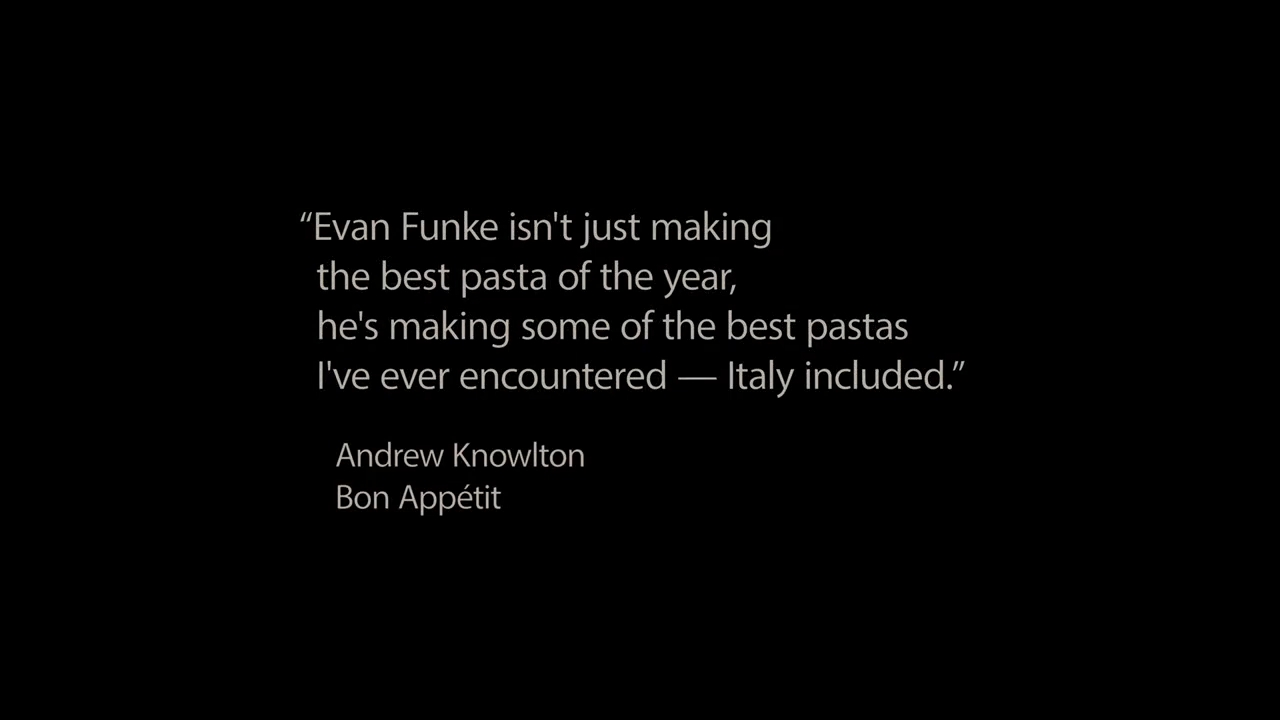 “Evan Funke isn't just making
the best pasta of the year,
he's making some of the best pastas
I've ever encountered — Italy included.”
Andrew Knowlton
Bon Appétit